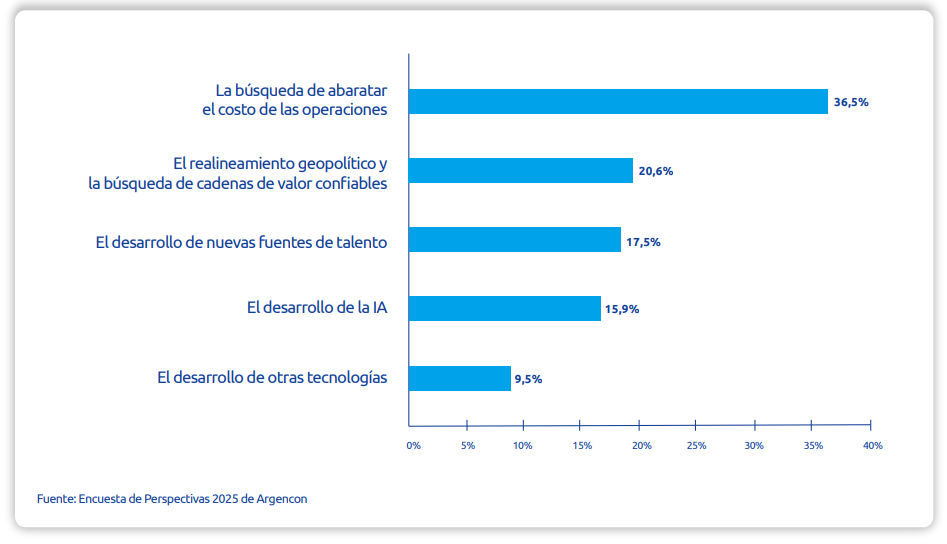 La búsqueda de abaratar
el costo de las operaciones
36,5%
El realineamiento geopolítico y
la búsqueda de cadenas de valor confiables
20,6%
El desarrollo de nuevas fuentes de talento
17,5%
El desarrollo de la IA
15,9%
El desarrollo de otras tecnologías
9,5%
0% 5% 10% 15% 20% 25% 30% 35% 40%
Fuente: Encuesta de Perspectivas 2025 de Argencon